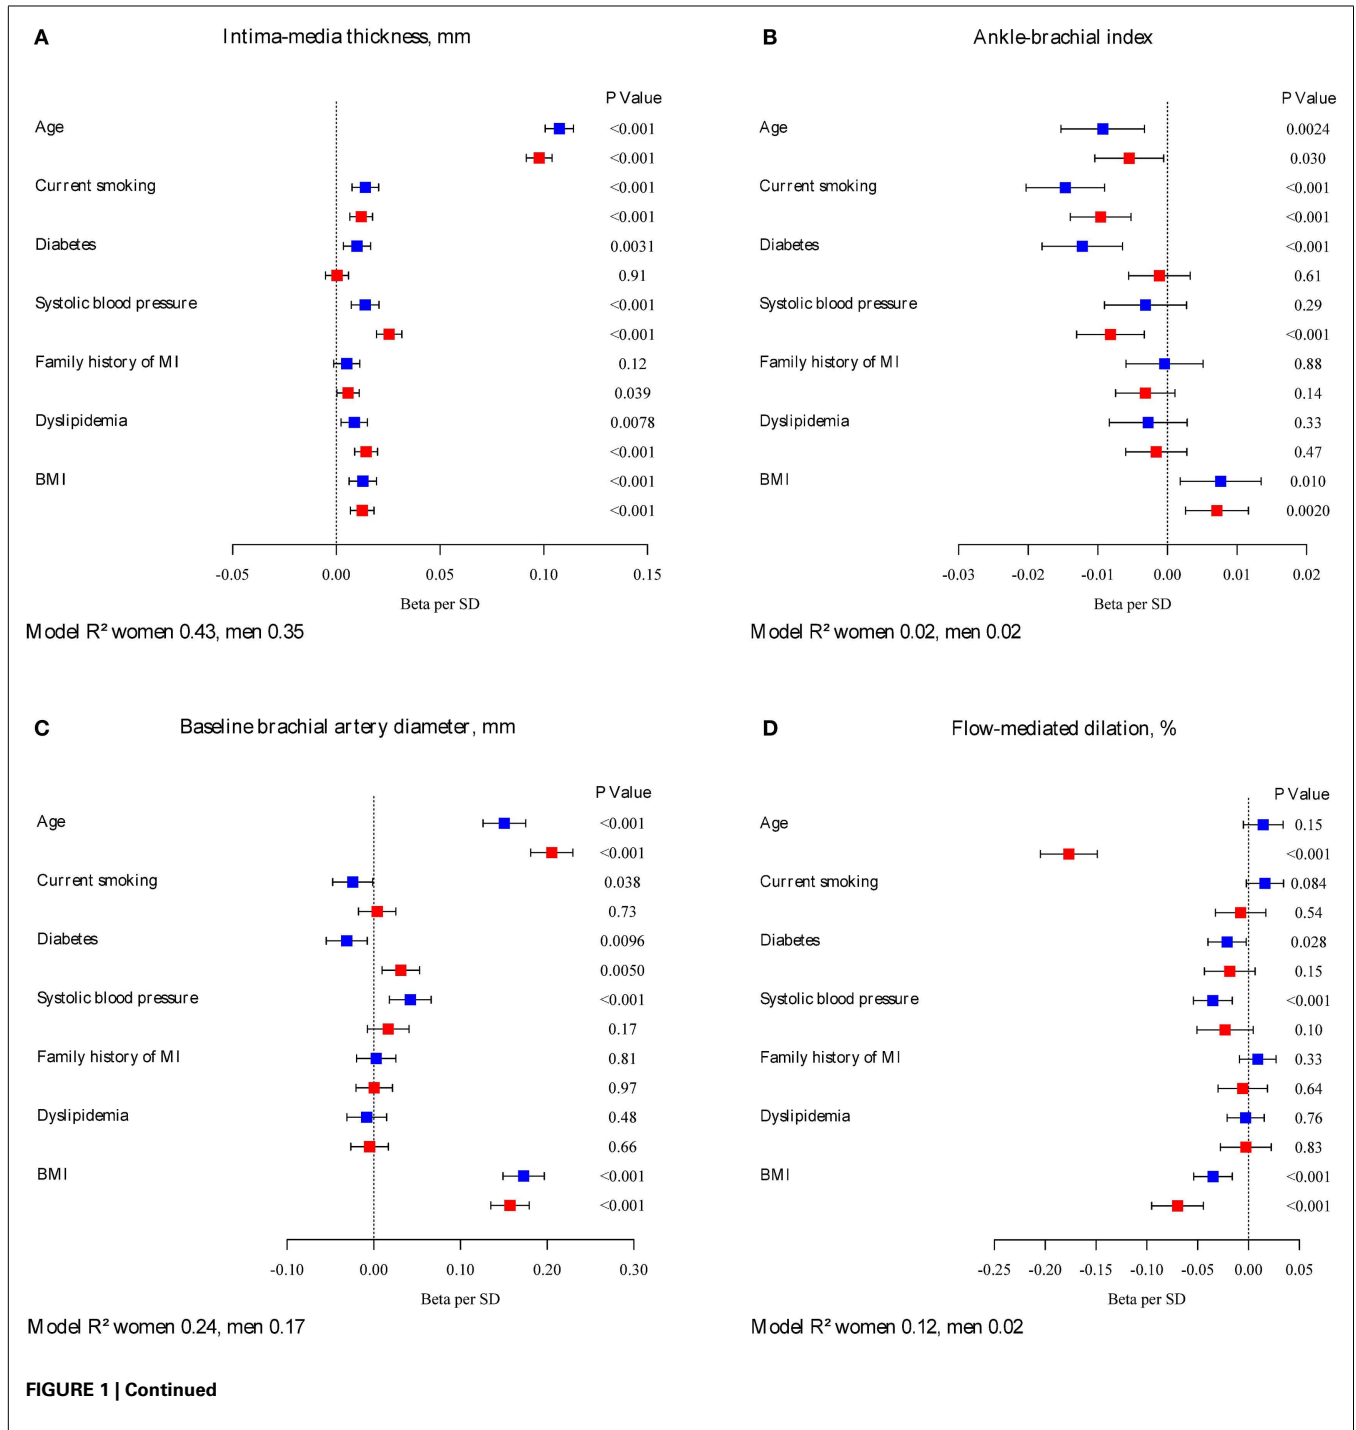 A Intima-media thickness, mm
P Value
Age <0.001
<0.001
Current smoking <0.001
<0.001
Diabetes 0.0031
0.91
Systolic blood pressure <0.001
<0.001
Family history of MI 0.12
0.039
Dyslipidemia 0.0078
<0.001
BMI <0.001
<0.001
-0.05 0.00 0.05 0.10 0.15
Beta per SD
Model R² women 0.43, men 0.35
B Ankle-brachial index
P Value
Age 0.0024
0.030
Current smoking <0.001
<0.001
Diabetes <0.001
0.61
Systolic blood pressure 0.29
<0.001
Family history of MI 0.88
0.14
Dyslipidemia 0.33
0.47
BMI 0.010
0.0020
-0.03 -0.02 -0.01 0.00 0.01 0.02
Beta per SD
Model R² women 0.02, men 0.02
C Baseline brachial artery diameter, mm
P Value
Age <0.001
<0.001
Current smoking 0.038
0.73
Diabetes 0.0096
0.0050
Systolic blood pressure <0.001
0.17
Family history of MI 0.81
0.97
Dyslipidemia 0.48
0.66
BMI <0.001
<0.001
-0.10 0.00 0.10 0.20 0.30
Beta per SD
Model R² women 0.24, men 0.17
D Flow-mediated dilation, %
P Value
Age 0.15
<0.001
Current smoking 0.084
0.54
Diabetes 0.028
0.15
Systolic blood pressure <0.001
0.10
Family history of MI 0.33
0.64
Dyslipidemia 0.76
0.83
BMI <0.001
<0.001
-0.25 -0.20 -0.15 -0.10 -0.05 0.00 0.05
Beta per SD
Model R² women 0.12, men 0.02
FIGURE 1 | Continued